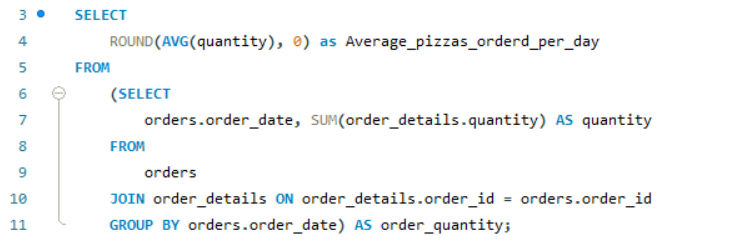 3 SELECT
4 ROUND(AVG(quantity), 0) as Average_pizzas_orderd_per_day
5 FROM
6 (SELECT
7 orders.order_date, SUM(order_details.quantity) AS quantity
8 FROM
9 orders
10 JOIN order_details ON order_details.order_id = orders.order_id
11 GROUP BY orders.order_date) AS order_quantity;